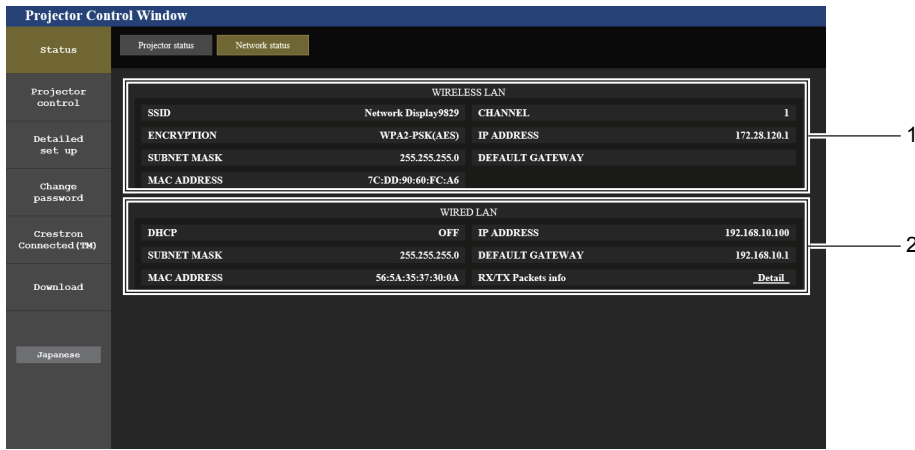 Projector Control Window
Status
Projector status
Network status
Projector
control
Detailed
set up
Change
password
Crestron
Connected(TM)
Download
Japanese
WIRELESS LAN
SSID Network Display9829 CHANNEL 1
ENCRYPTION WPA2-PSK(AES) IP ADDRESS 172.28.120.1
SUBNET MASK 255.255.255.0 DEFAULT GATEWAY
MAC ADDRESS 7C:DD:90:60:FC:A6
1
WIRED LAN
DHCP OFF IP ADDRESS 192.168.10.100
SUBNET MASK 255.255.255.0 DEFAULT GATEWAY 192.168.10.1
MAC ADDRESS 56:5A:35:37:30:0A RX/TX Packets info Detail
2